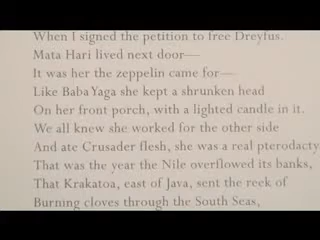 When I signed the petition to free Dreyfus.
Mata Hari lived next door—
It was her the zeppelin came for—
Like Baba Yaga she kept a shrunken head
On her front porch, with a lighted candle in it.
We all knew she worked for the other side
And ate Crusader flesh, she was a real pterodacty
That was the year the Nile overflowed its banks,
That Krakatoa, east of Java, sent the reek of
Burning cloves through the South Seas,